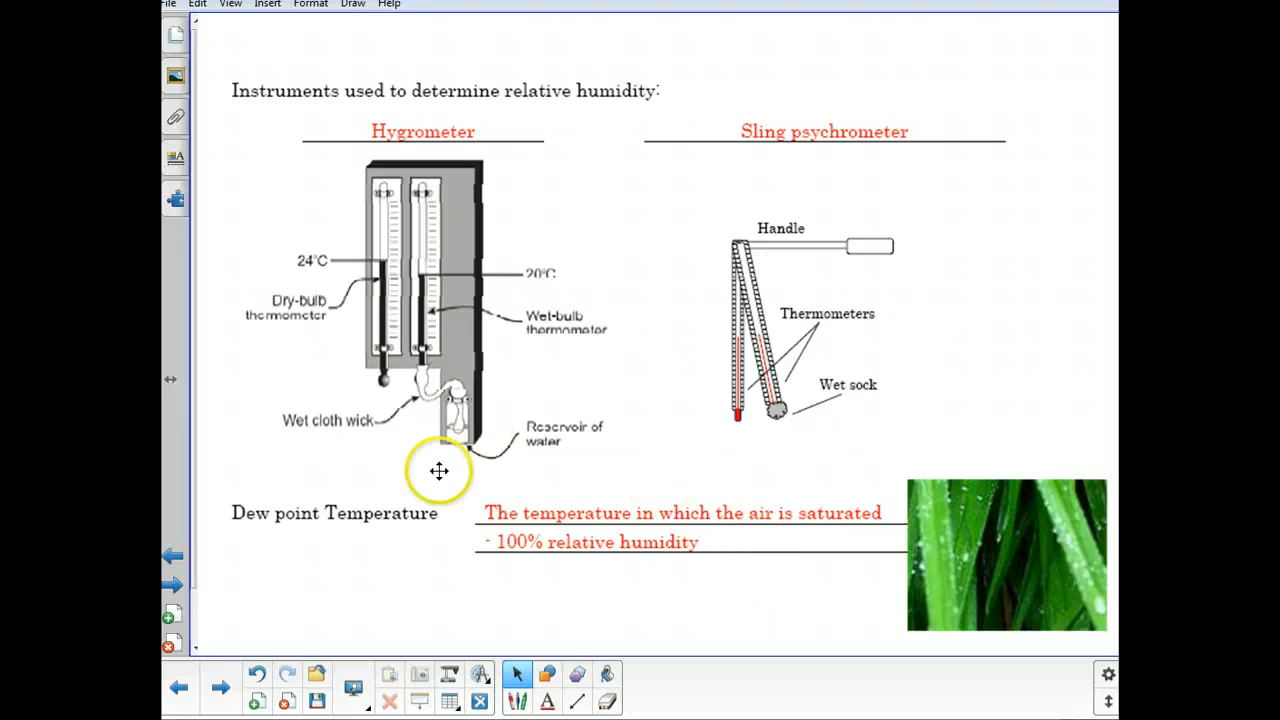 File Edit View Insert Format Draw Help
Instruments used to determine relative humidity:
Hygrometer
Sling psychrometer
24°C
20°C
Dry-bulb
thermometer
Wet-bulb
thermometer
Wet cloth wick
Reservoir of
water
Handle
Thermometers
Wet sock
Dew point Temperature
The temperature in which the air is saturated
- 100% relative humidity